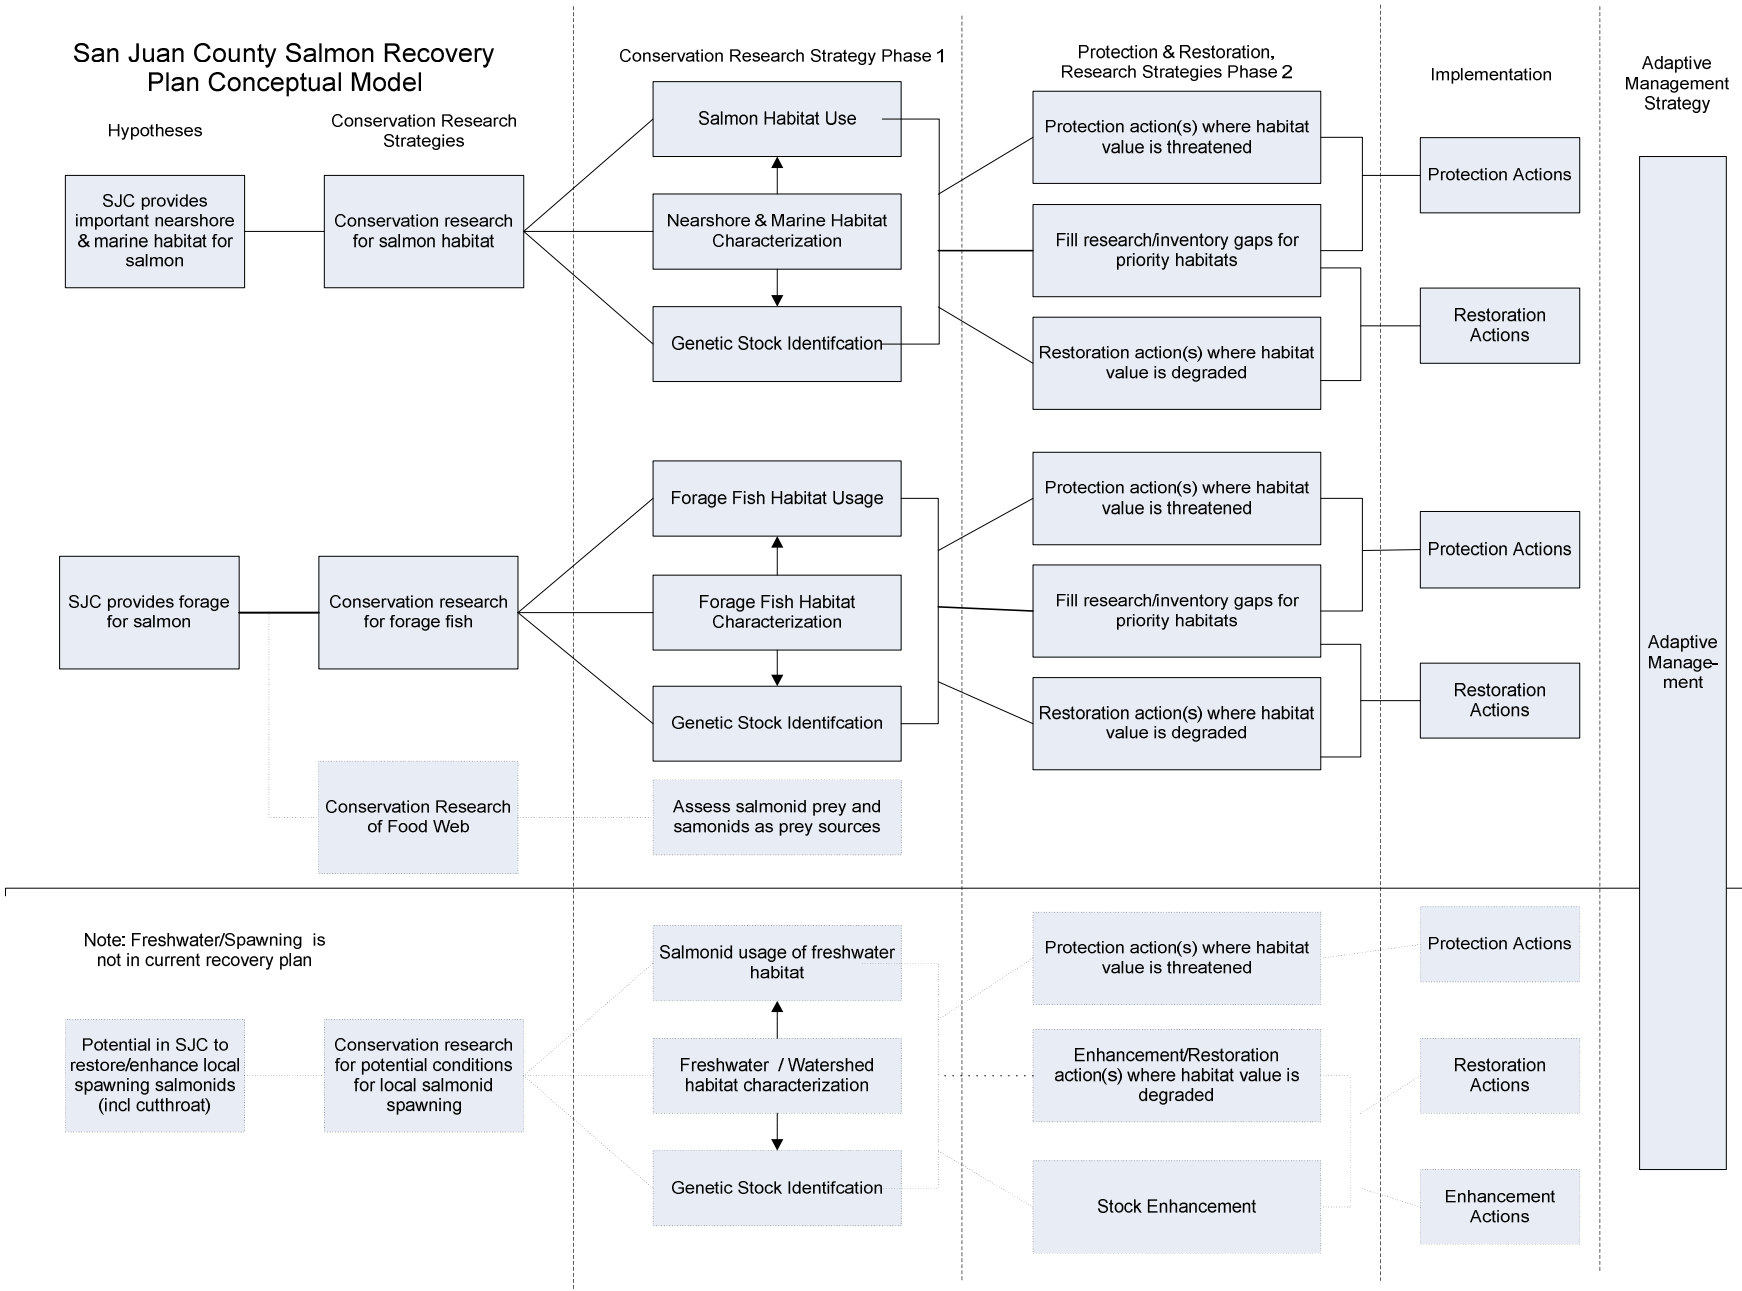 San Juan County Salmon Recovery
Plan Conceptual Model
Hypotheses
Conservation Research
Strategies
Conservation Research Strategy Phase 1
Protection & Restoration,
Research Strategies Phase 2
Implementation
Adaptive
Management
Strategy
SJC provides
important nearshore
& marine habitat for
salmon
Conservation research
for salmon habitat
Salmon Habitat Use
Nearshore & Marine Habitat
Characterization
Genetic Stock Identifcation
Protection action(s) where habitat
value is threatened
Fill research/inventory gaps for
priority habitats
Restoration action(s) where habitat
value is degraded
Protection Actions
Restoration
Actions
SJC provides forage
for salmon
Conservation research
for forage fish
Forage Fish Habitat Usage
Forage Fish Habitat
Characterization
Genetic Stock Identifcation
Protection action(s) where habitat
value is threatened
Fill research/inventory gaps for
priority habitats
Restoration action(s) where habitat
value is degraded
Protection Actions
Restoration
Actions
Adaptive
Manage-
ment
Conservation Research
of Food Web
Assess salmonid prey and
samonids as prey sources
Note: Freshwater/Spawning is
not in current recovery plan
Potential in SJC to
restore/enhance local
spawning salmonids
(incl cutthroat)
Conservation research
for potential conditions
for local salmonid
spawning
Salmonid usage of freshwater
habitat
Freshwater / Watershed
habitat characterization
Genetic Stock Identifcation
Protection action(s) where habitat
value is threatened
Enhancement/Restoration
action(s) where habitat value is
degraded
Stock Enhancement
Protection Actions
Restoration
Actions
Enhancement
Actions